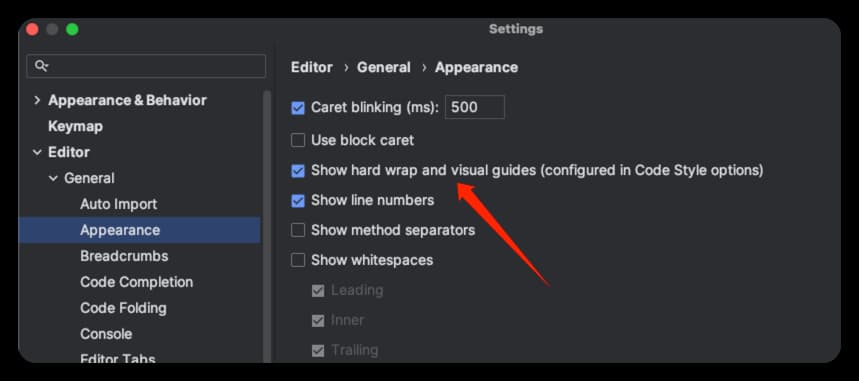 Settings
Appearance & Behavior
Keymap
Editor
General
Auto Import
Appearance
Breadcrumbs
Code Completion
Code Folding
Console
Editor Tabs
Editor › General › Appearance
Caret blinking (ms): 500
Use block caret
Show hard wrap and visual guides (configured in Code Style options)
Show line numbers
Show method separators
Show whitespaces
Leading
Inner
Trailing